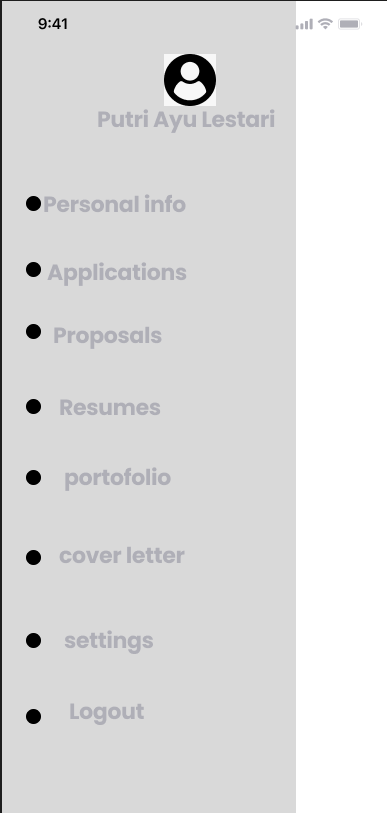 9:41
Putri Ayu Lestari
Personal info
Applications
Proposals
Resumes
portofolio
cover letter
settings
Logout